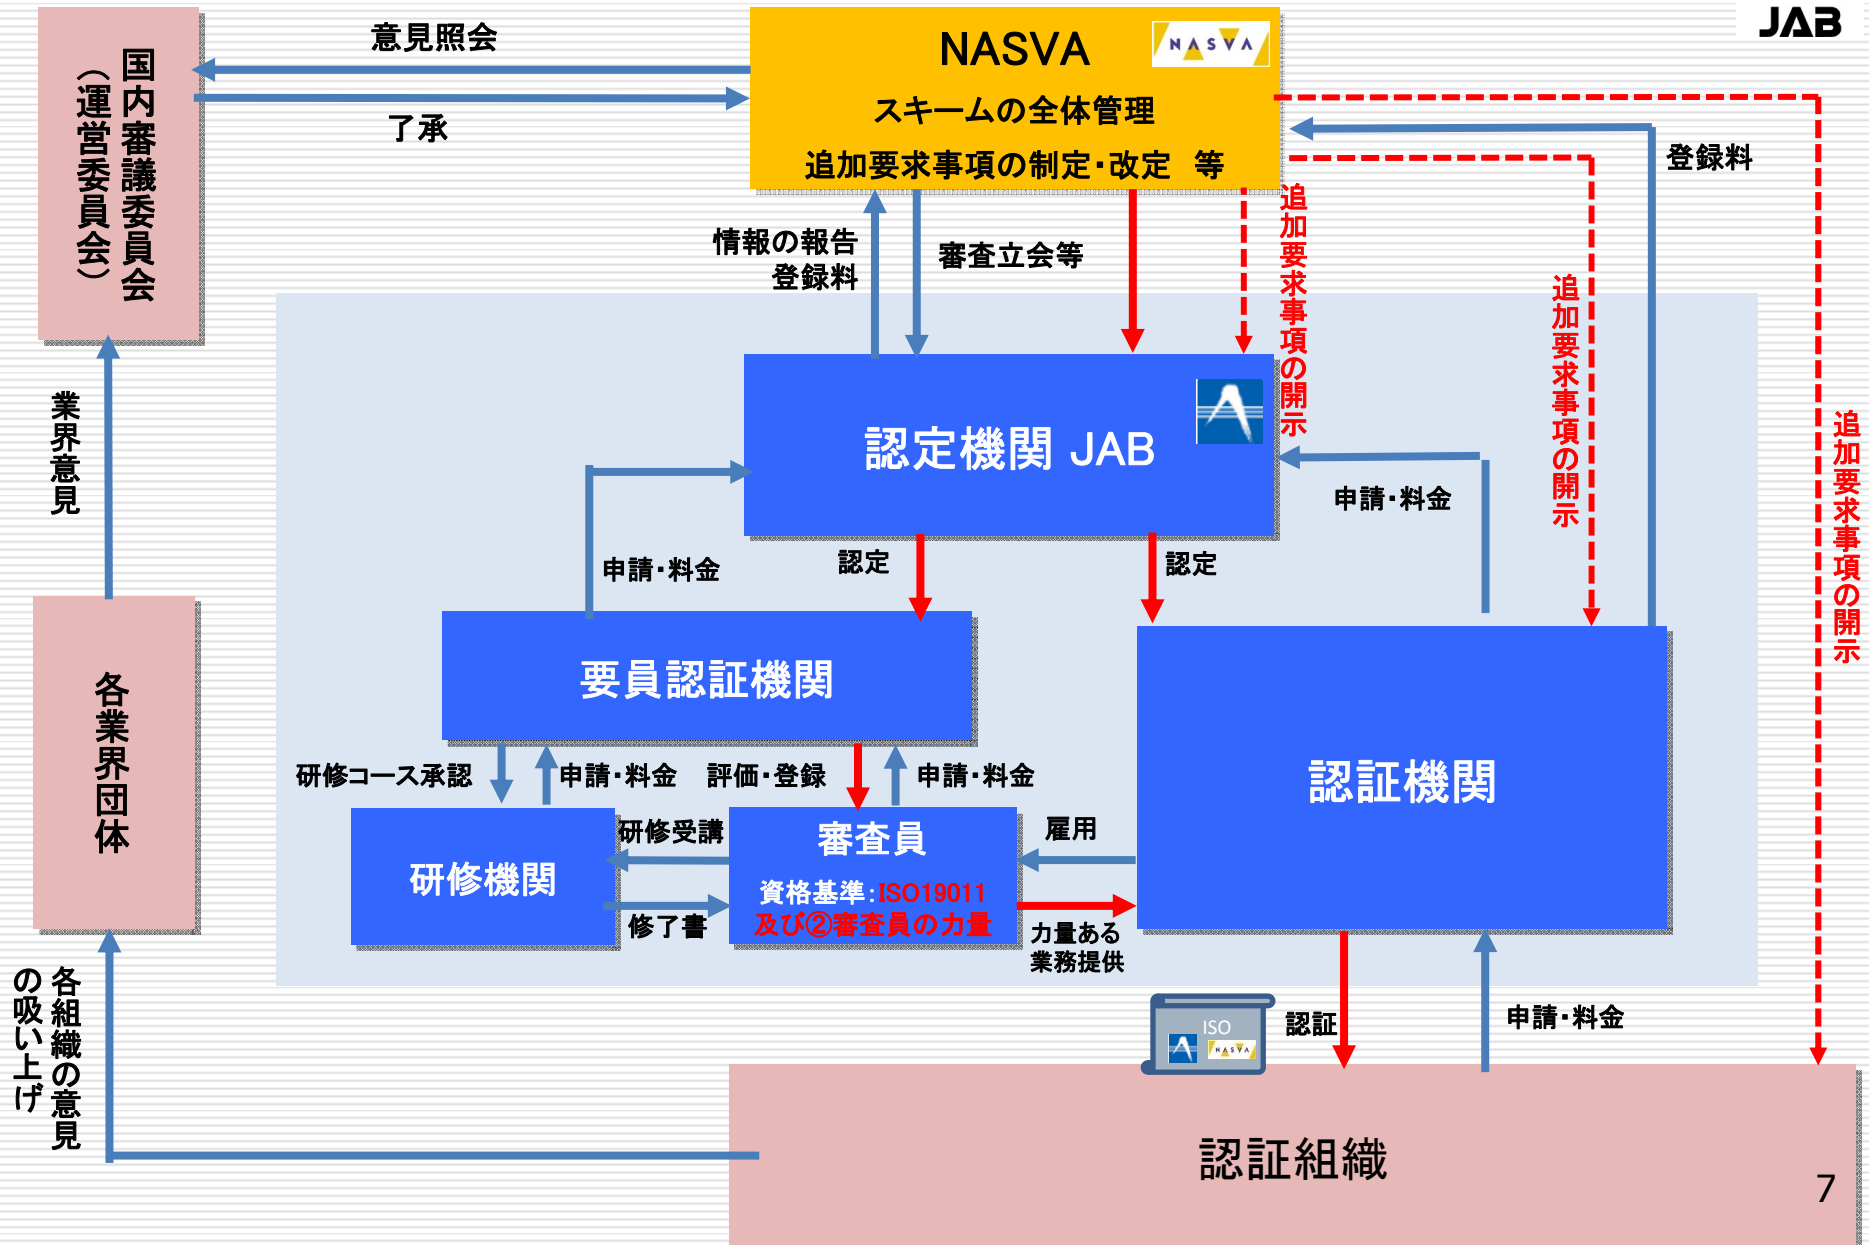 JAB
国内審議委員会
（運営委員会）
意見照会
了承
NASVA
NASVA
スキームの全体管理
追加要求事項の制定・改定　等
登録料
情報の報告
登録料
審査立会等
追加要求事項の開示
追加要求事項の開示
追加要求事項の開示
業界意見
認定機関 JAB
申請・料金
申請・料金
認定
認定
要員認証機関
各業界団体
研修コース承認
申請・料金
評価・登録
申請・料金
認証機関
研修機関
研修受講
修了書
審査員
資格基準：ISO19011
及び②審査員の力量
雇用
力量ある
業務提供
各組織の意見
の吸い上げ
ISO
NASVA
認証
申請・料金
認証組織
7